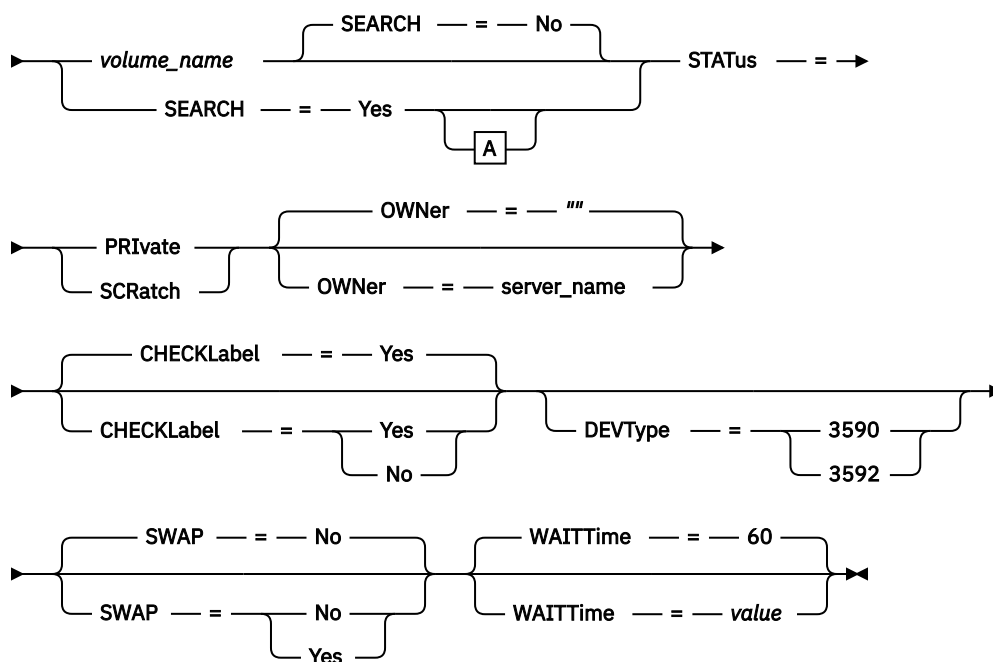 SEARCH = No
volume_name STATus =
SEARCH = Yes
A
OWNer = ""
PRIvate
SCRatch OWNer = server_name
CHECKLabel = Yes
CHECKLabel = Yes DEVType = 3590
No 3592
SWAP = No WAITTime = 60
SWAP = No WAITTime = value
Yes